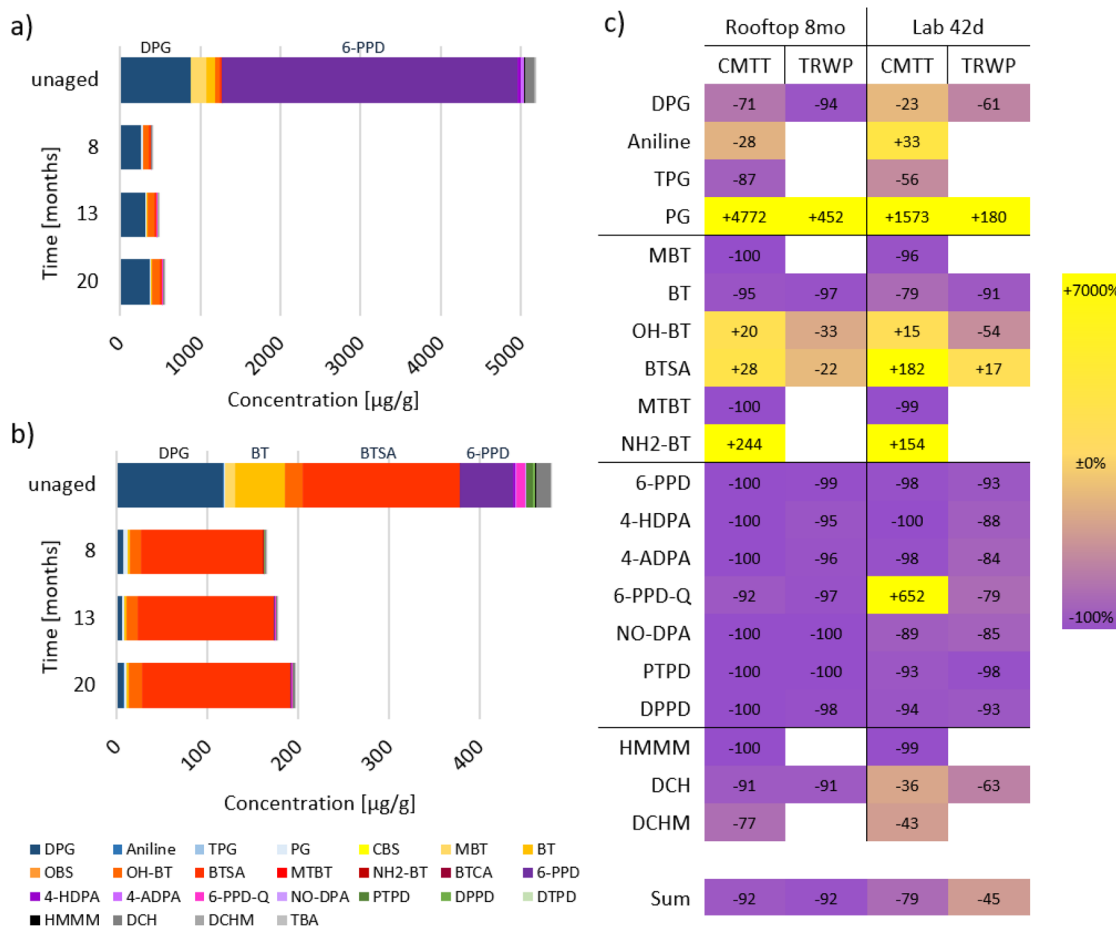 a)
DPG 6-PPD
unaged
8
13
20
Time [months]
0 1000 2000 3000 4000 5000
Concentration [µg/g]
b)
DPG BT BTSA 6-PPD
unaged
8
13
20
Time [months]
0 100 200 300 400
Concentration [µg/g]
DPG Aniline TPG PG CBS MBT BT
OBS OH-BT BTSA MTBT NH2-BT BTCA 6-PPD
4-HDPA 4-ADPA 6-PPD-Q NO-DPA PTPD DPPD DTPD
HMMM DCH DCHM TBA
c)
Rooftop 8mo Lab 42d
CMTT TRWP CMTT TRWP
DPG -71 -94 -23 -61
Aniline -28 +33
TPG -87 -56
PG +4772 +452 +1573 +180
MBT -100 -96
BT -95 -97 -79 -91
OH-BT +20 -33 +15 -54
BTSA +28 -22 +182 +17
MTBT -100 -99
NH2-BT +244 +154
6-PPD -100 -99 -98 -93
4-HDPA -100 -95 -100 -88
4-ADPA -100 -96 -98 -84
6-PPD-Q -92 -97 +652 -79
NO-DPA -100 -100 -89 -85
PTPD -100 -100 -93 -98
DPPD -100 -98 -94 -93
HMMM -100 -99
DCH -91 -91 -36 -63
DCHM -77 -43
Sum -92 -92 -79 -45
+7000%
±0%
-100%